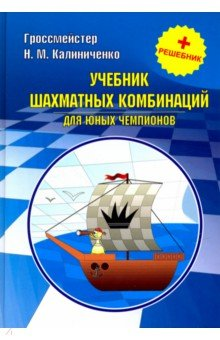 Гроссмейстер
Н. М. Калиниченко
+
РЕШЕБНИК
УЧЕБНИК
ШАХМАТНЫХ КОМБИНАЦИЙ
ДЛЯ ЮНЫХ ЧЕМПИОНОВ